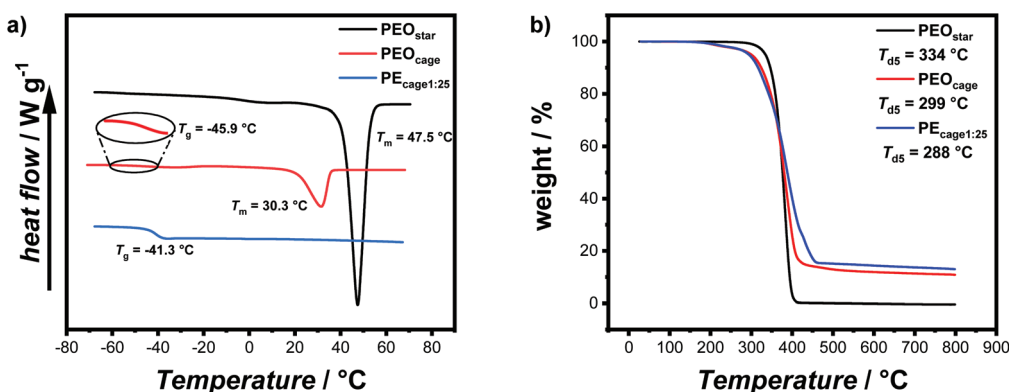 a)
PEOstar
PEOcage
PEcage1:25
Tg = -45.9 °C
Tm = 47.5 °C
Tm = 30.3 °C
Tg = -41.3 °C
heat flow / W g-1
-80 -60 -40 -20 0 20 40 60 80
Temperature / °C
b)
PEOstar
Td5 = 334 °C
PEOcage
Td5 = 299 °C
PEcage1:25
Td5 = 288 °C
100
80
60
40
20
0
weight / %
0 100 200 300 400 500 600 700 800 900
Temperature / °C